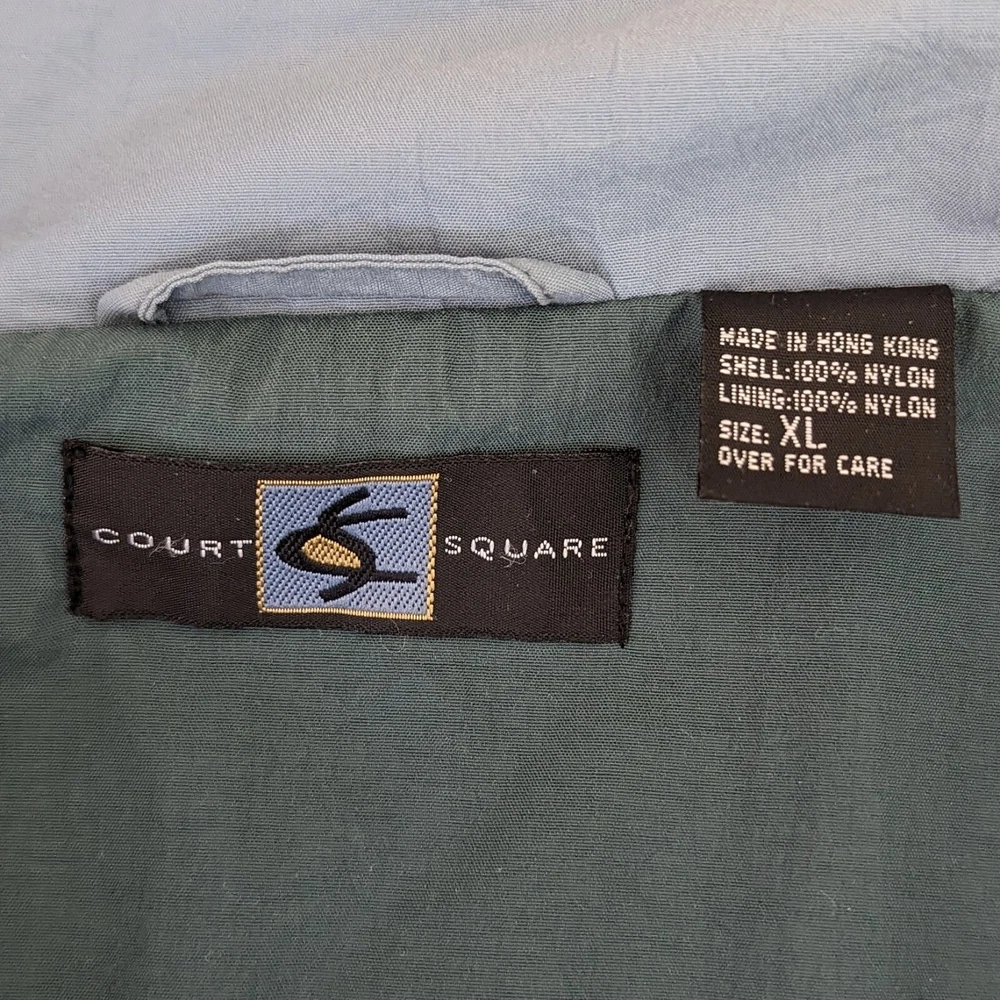 MADE IN HONG KONG
SHELL:100% NYLON
LINING:100% NYLON
SIZE: XL
OVER FOR CARE
COURT SQUARE